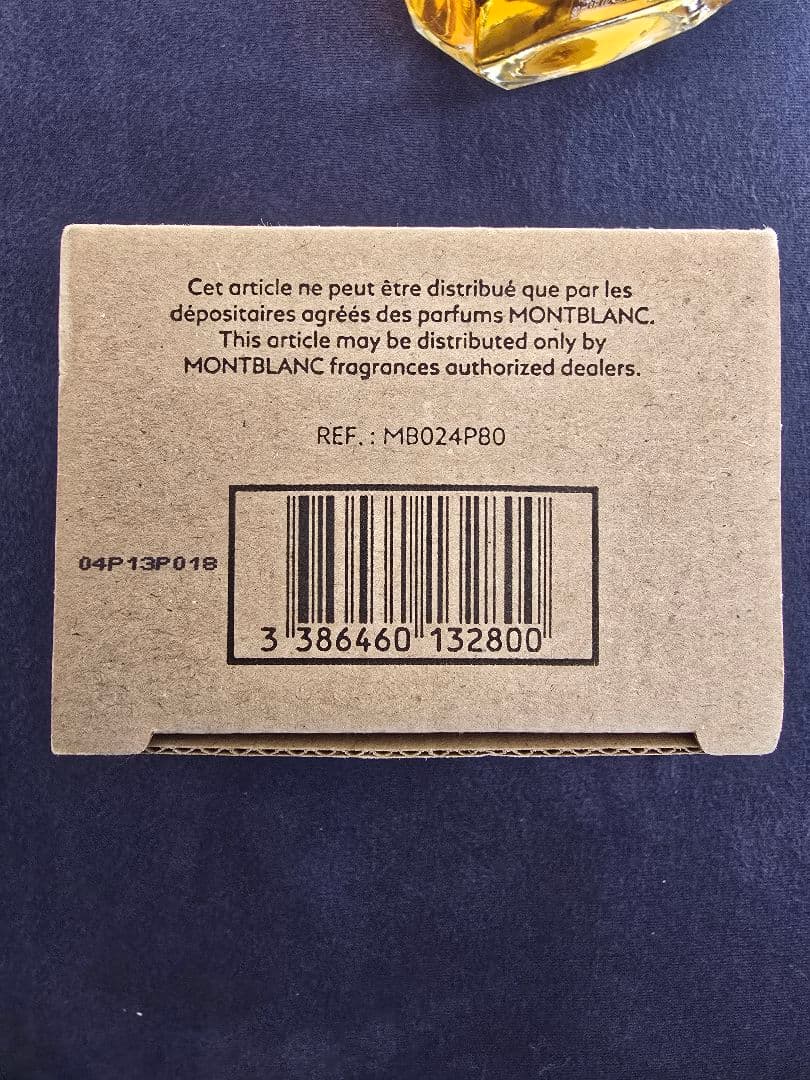 Cet article ne peut être distribué que par les
dépositaires agréés des parfums MONTBLANC.
This article may be distributed only by
MONTBLANC fragrances authorized dealers.
REF. : MB024P80
04P13P018
3 386460 132800